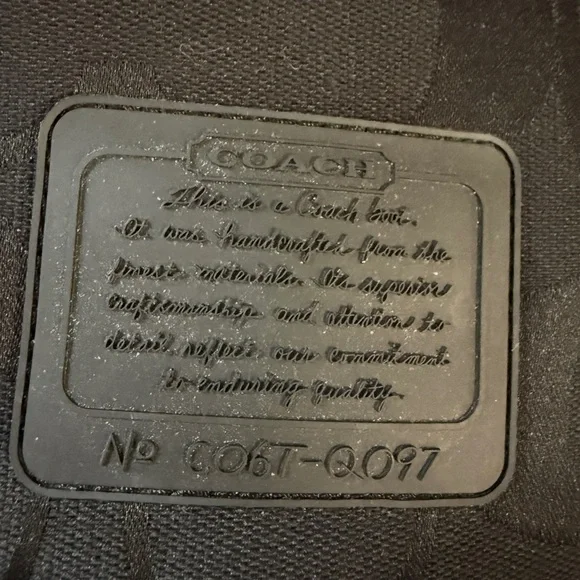 COACH
This is a Coach boot.
It was handcrafted from the
finest materials. Its superior
craftsmanship and attention to
detail reflect our commitment
to enduring quality.
No C06T-Q097